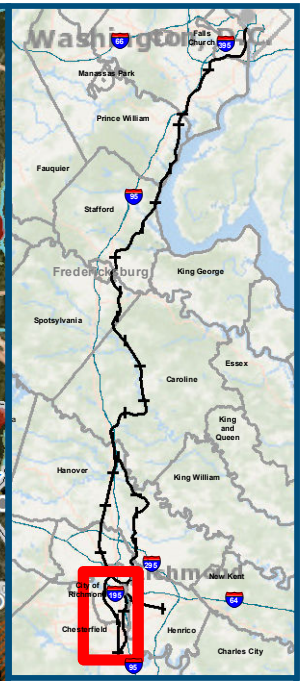 Washington, D.C.
Falls
Church
66
395
Manassas Park
Prince William
Fauquier
95
Stafford
Fredericksburg
King George
Spotsylvania
Essex
Caroline
King
and
Queen
Hanover
King William
295
New Kent
City of
Richmond
195
64
Chesterfield
Henrico
Charles City
95